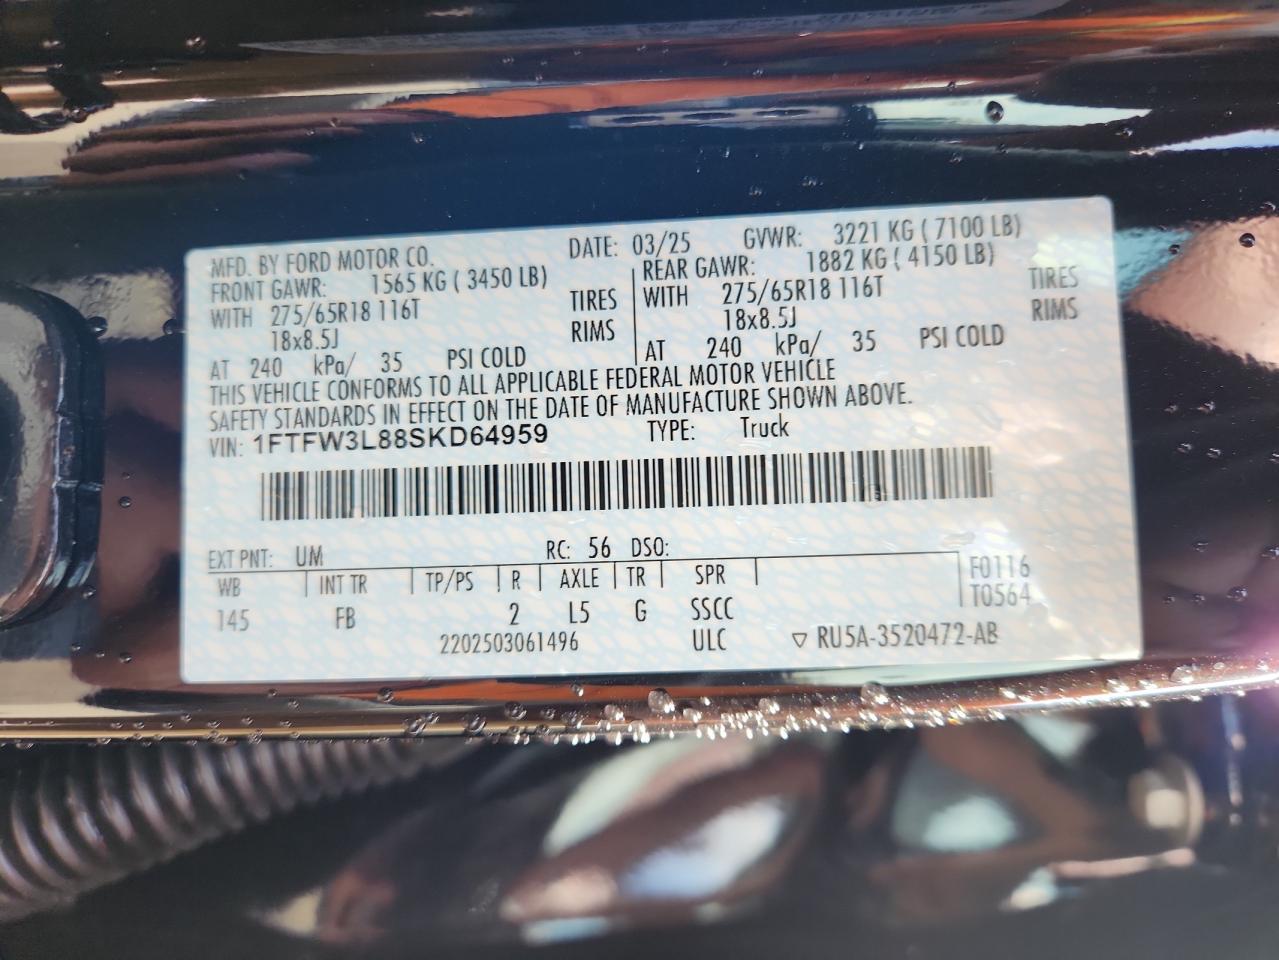 MFD. BY FORD MOTOR CO. DATE: 03/25 GVWR: 3221 KG ( 7100 LB)
FRONT GAWR: 1565 KG ( 3450 LB) REAR GAWR: 1882 KG ( 4150 LB)
WITH 275/65R18 116T TIRES WITH 275/65R18 116T TIRES
18x8.5J RIMS 18x8.5J RIMS
AT 240 kPa/ 35 PSI COLD AT 240 kPa/ 35 PSI COLD
THIS VEHICLE CONFORMS TO ALL APPLICABLE FEDERAL MOTOR VEHICLE
SAFETY STANDARDS IN EFFECT ON THE DATE OF MANUFACTURE SHOWN ABOVE.
VIN: 1FTFW3L88SKD64959 TYPE: Truck
EXT PNT: UM RC: 56 DSO:
WB INT TR TP/PS R AXLE TR SPR F0116
145 FB 2 L5 G SSCC T0564
2202503061496 ULC ▽ RU5A-3520472-AB